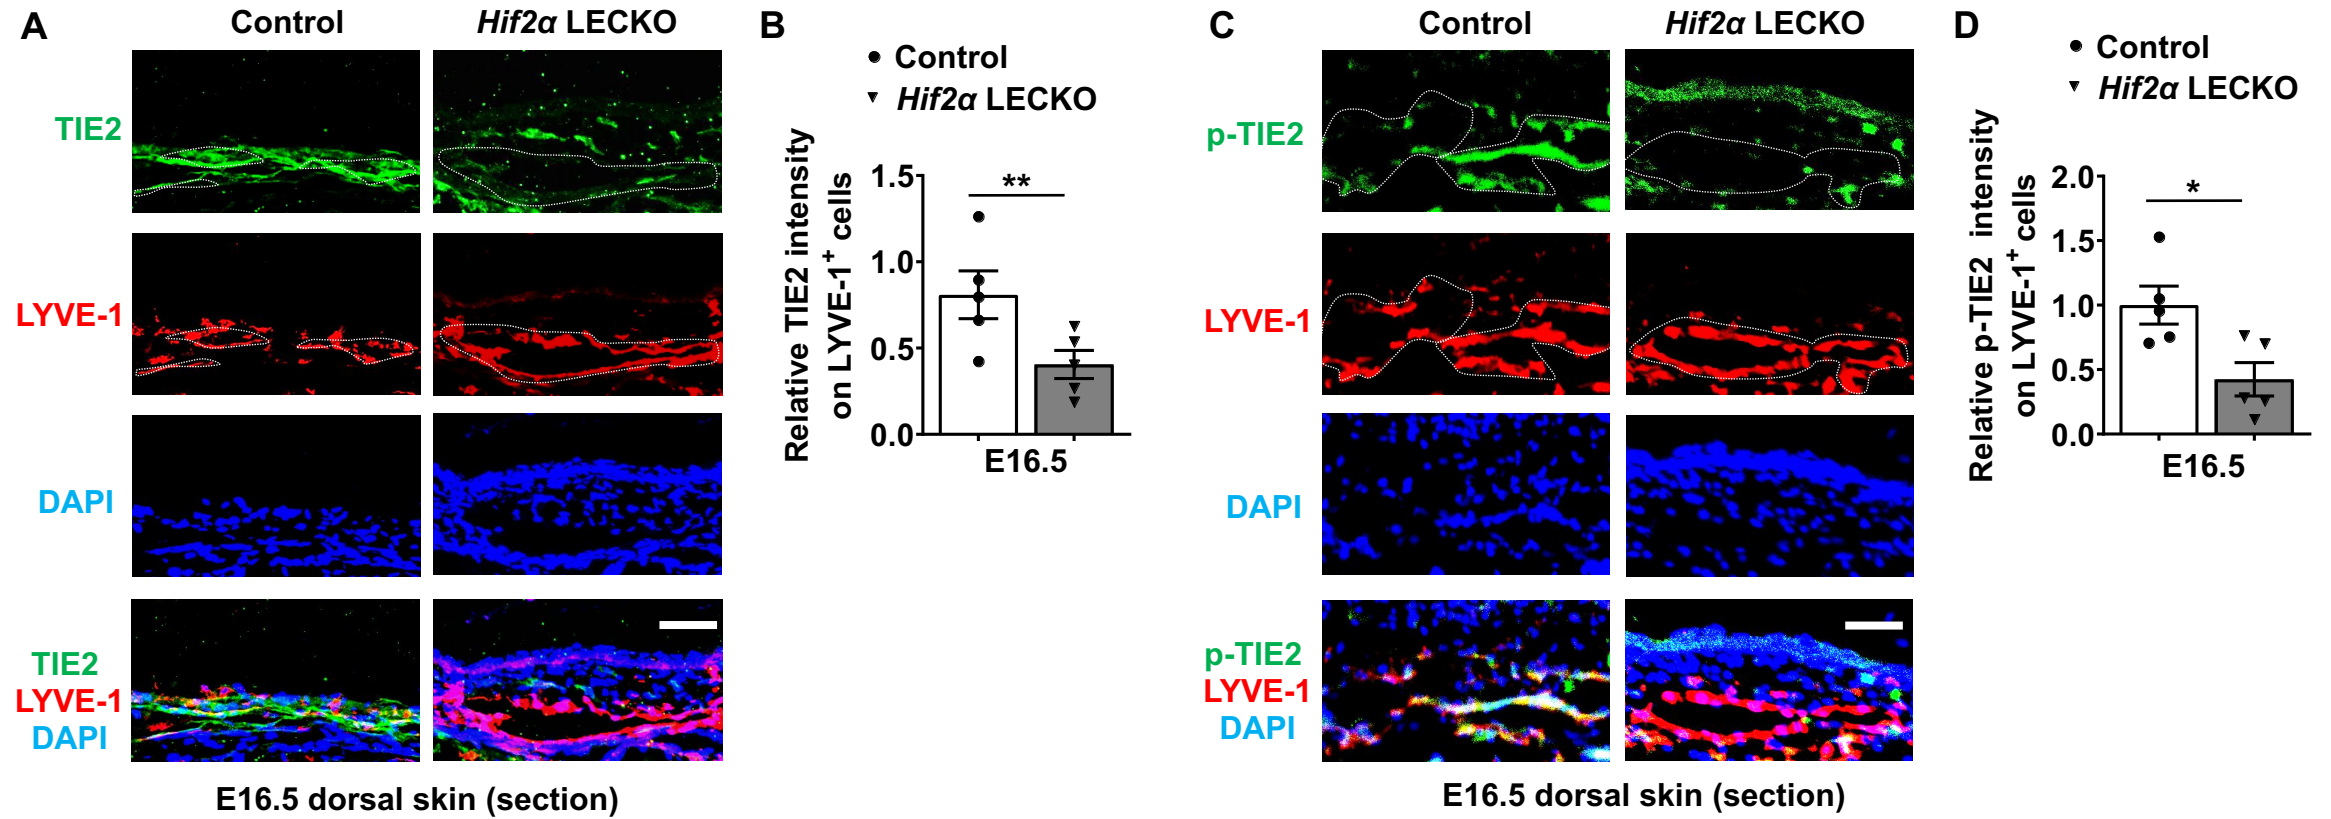 A
Control
Hif2α LECKO
TIE2
LYVE-1
DAPI
TIE2
LYVE-1
DAPI
E16.5 dorsal skin (section)
B
Control
Hif2α LECKO
Relative TIE2 intensity
on LYVE-1+ cells
1.5
1.0
0.5
0.0
**
E16.5
C
Control
Hif2α LECKO
p-TIE2
LYVE-1
DAPI
p-TIE2
LYVE-1
DAPI
E16.5 dorsal skin (section)
D
Control
Hif2α LECKO
Relative p-TIE2 intensity
on LYVE-1+ cells
2.0
1.5
1.0
0.5
0.0
*
E16.5